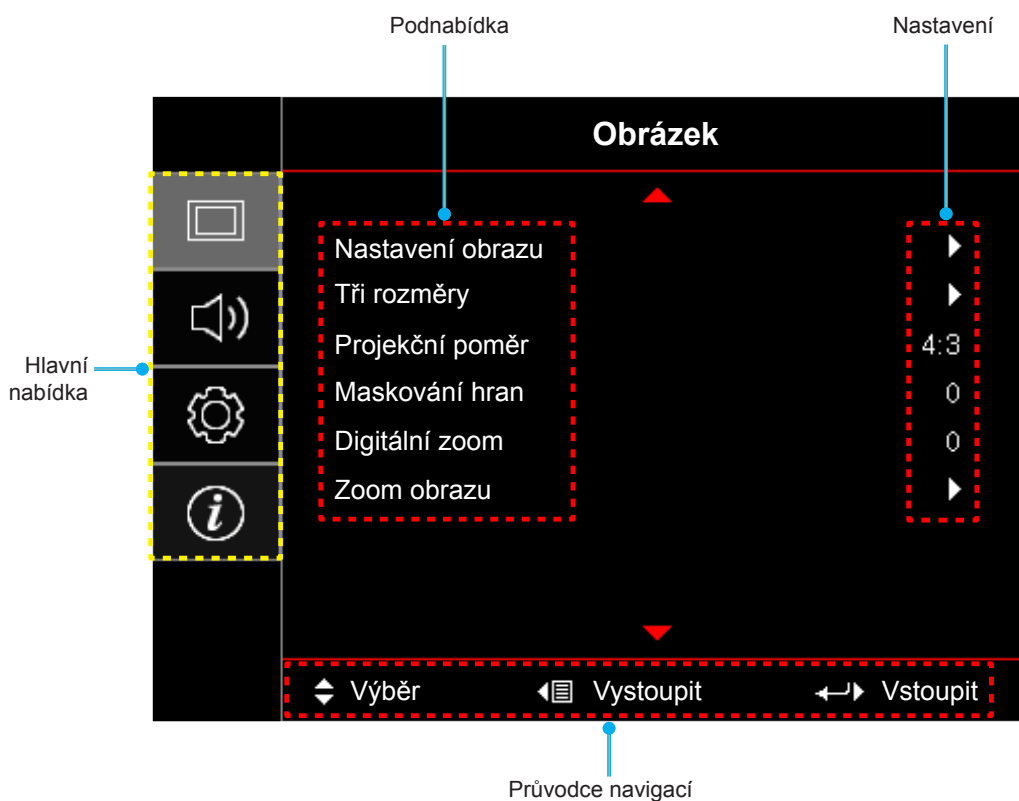 Podnabídka
Nastavení
Obrázek
Nastavení obrazu
Tři rozměry
Projekční poměr 4:3
Maskování hran 0
Digitální zoom 0
Zoom obrazu
Hlavní
nabídka
Výběr Vystoupit Vstoupit
Průvodce navigací